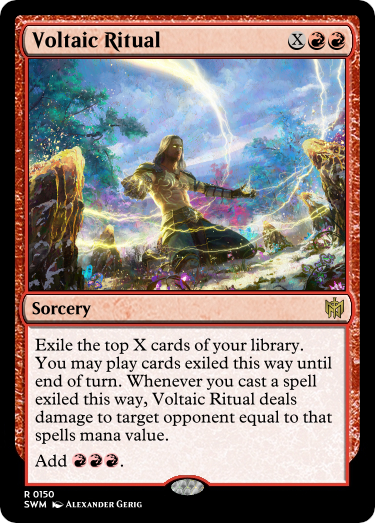 Voltaic Ritual X
Sorcery
Exile the top X cards of your library.
You may play cards exiled this way until
end of turn. Whenever you cast a spell
exiled this way, Voltaic Ritual deals
damage to target opponent equal to that
spells mana value.
Add .
R 0150
SWM Alexander Gerig